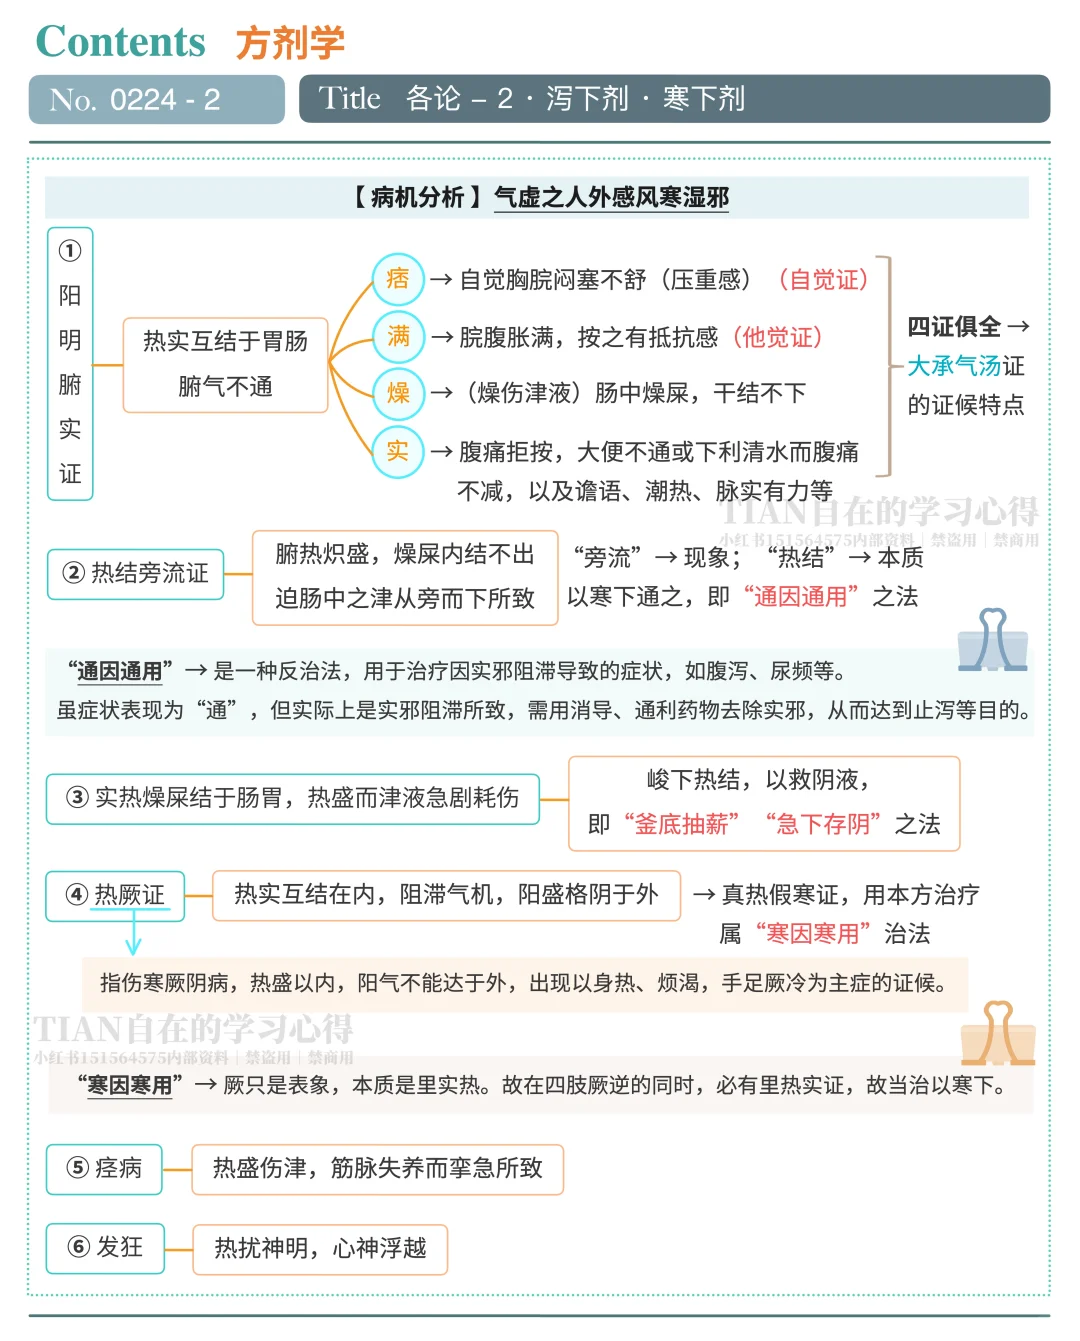 Contents 方剂学
No. 0224 - 2
Title 各论 – 2 · 泻下剂 · 寒下剂
【 病机分析 】气虚之人外感风寒湿邪
① 阳明腑实证
热实互结于胃肠
腑气不通
痞 → 自觉胸脘闷塞不舒（压重感）（自觉证）
满 → 脘腹胀满，按之有抵抗感（他觉证）
燥 →（燥伤津液）肠中燥屎，干结不下
实 → 腹痛拒按，大便不通或下利清水而腹痛
不减，以及谵语、潮热、脉实有力等
四证俱全 →
大承气汤证
的证候特点
TIAN自在的学习心得
小红书151564575内部资料｜禁盗用｜禁商用
② 热结旁流证
腑热炽盛，燥屎内结不出
迫肠中之津从旁而下所致
“旁流” → 现象；“热结” → 本质
以寒下通之，即“通因通用”之法
“通因通用” → 是一种反治法，用于治疗因实邪阻滞导致的症状，如腹泻、尿频等。
虽症状表现为“通”，但实际上是实邪阻滞所致，需用消导、通利药物去除实邪，从而达到止泻等目的。
③ 实热燥屎结于肠胃，热盛而津液急剧耗伤
峻下热结，以救阴液，
即“釜底抽薪” “急下存阴”之法
④ 热厥证
热实互结在内，阻滞气机，阳盛格阴于外
→ 真热假寒证，用本方治疗
属“寒因寒用”治法
指伤寒厥阴病，热盛以内，阳气不能达于外，出现以身热、烦渴，手足厥冷为主症的证候。
TIAN自在的学习心得
小红书151564575内部资料｜禁盗用｜禁商用
“寒因寒用” → 厥只是表象，本质是里实热。故在四肢厥逆的同时，必有里热实证，故当治以寒下。
⑤ 痉病
热盛伤津，筋脉失养而挛急所致
⑥ 发狂
热扰神明，心神浮越